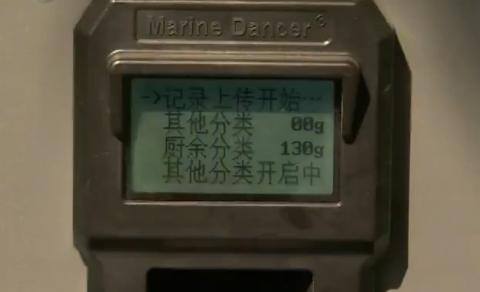 Marine Dancer®
->记录上传开始…
其他分类 00g
厨余分类 130g
其他分类开启中